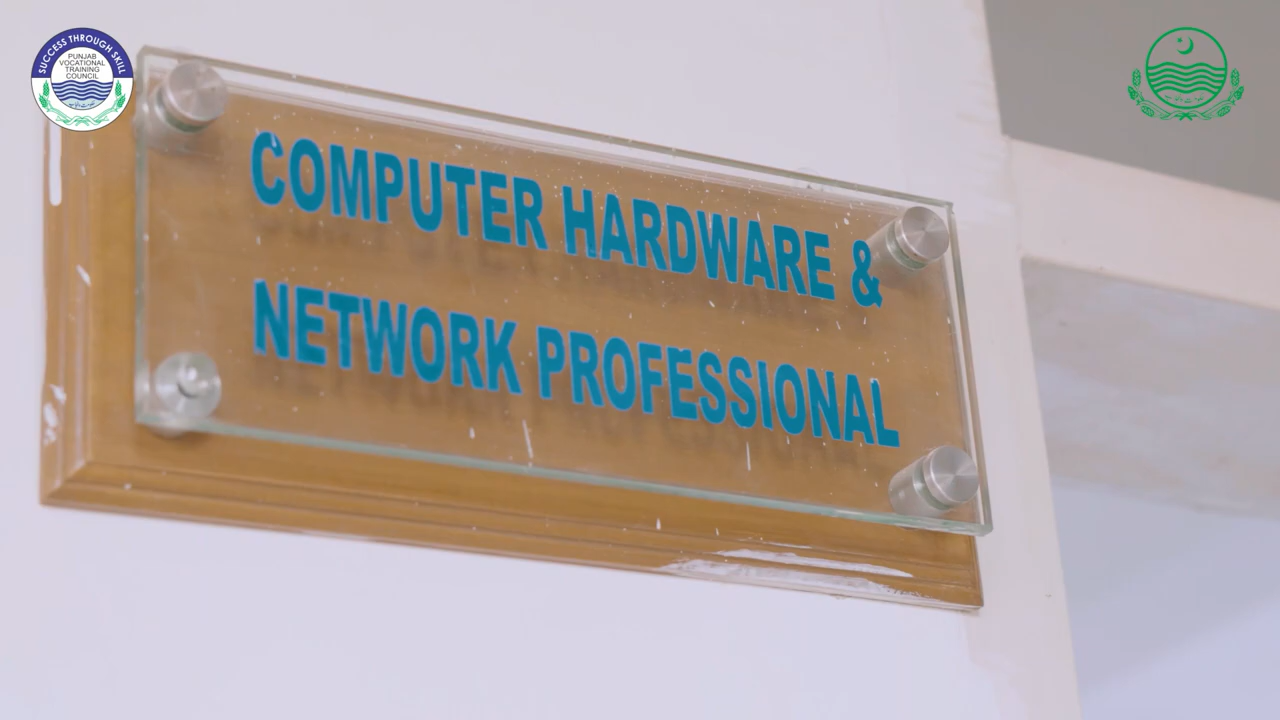 SUCCESS THROUGH SKILL
PUNJAB
VOCATIONAL
TRAINING
COUNCIL
COMPUTER HARDWARE &
NETWORK PROFESSIONAL